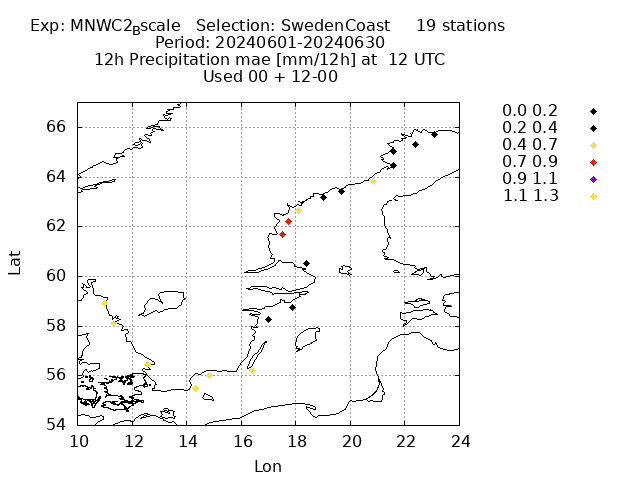 Exp: MNWC2Bscale   Selection: SwedenCoast     19 stations
Period: 20240601-20240630
12h Precipitation mae [mm/12h] at  12 UTC
Used 00 + 12-00
0.0 0.2
0.2 0.4
0.4 0.7
0.7 0.9
0.9 1.1
1.1 1.3
66
64
62
60
58
56
54
Lat
10 12 14 16 18 20 22 24
Lon